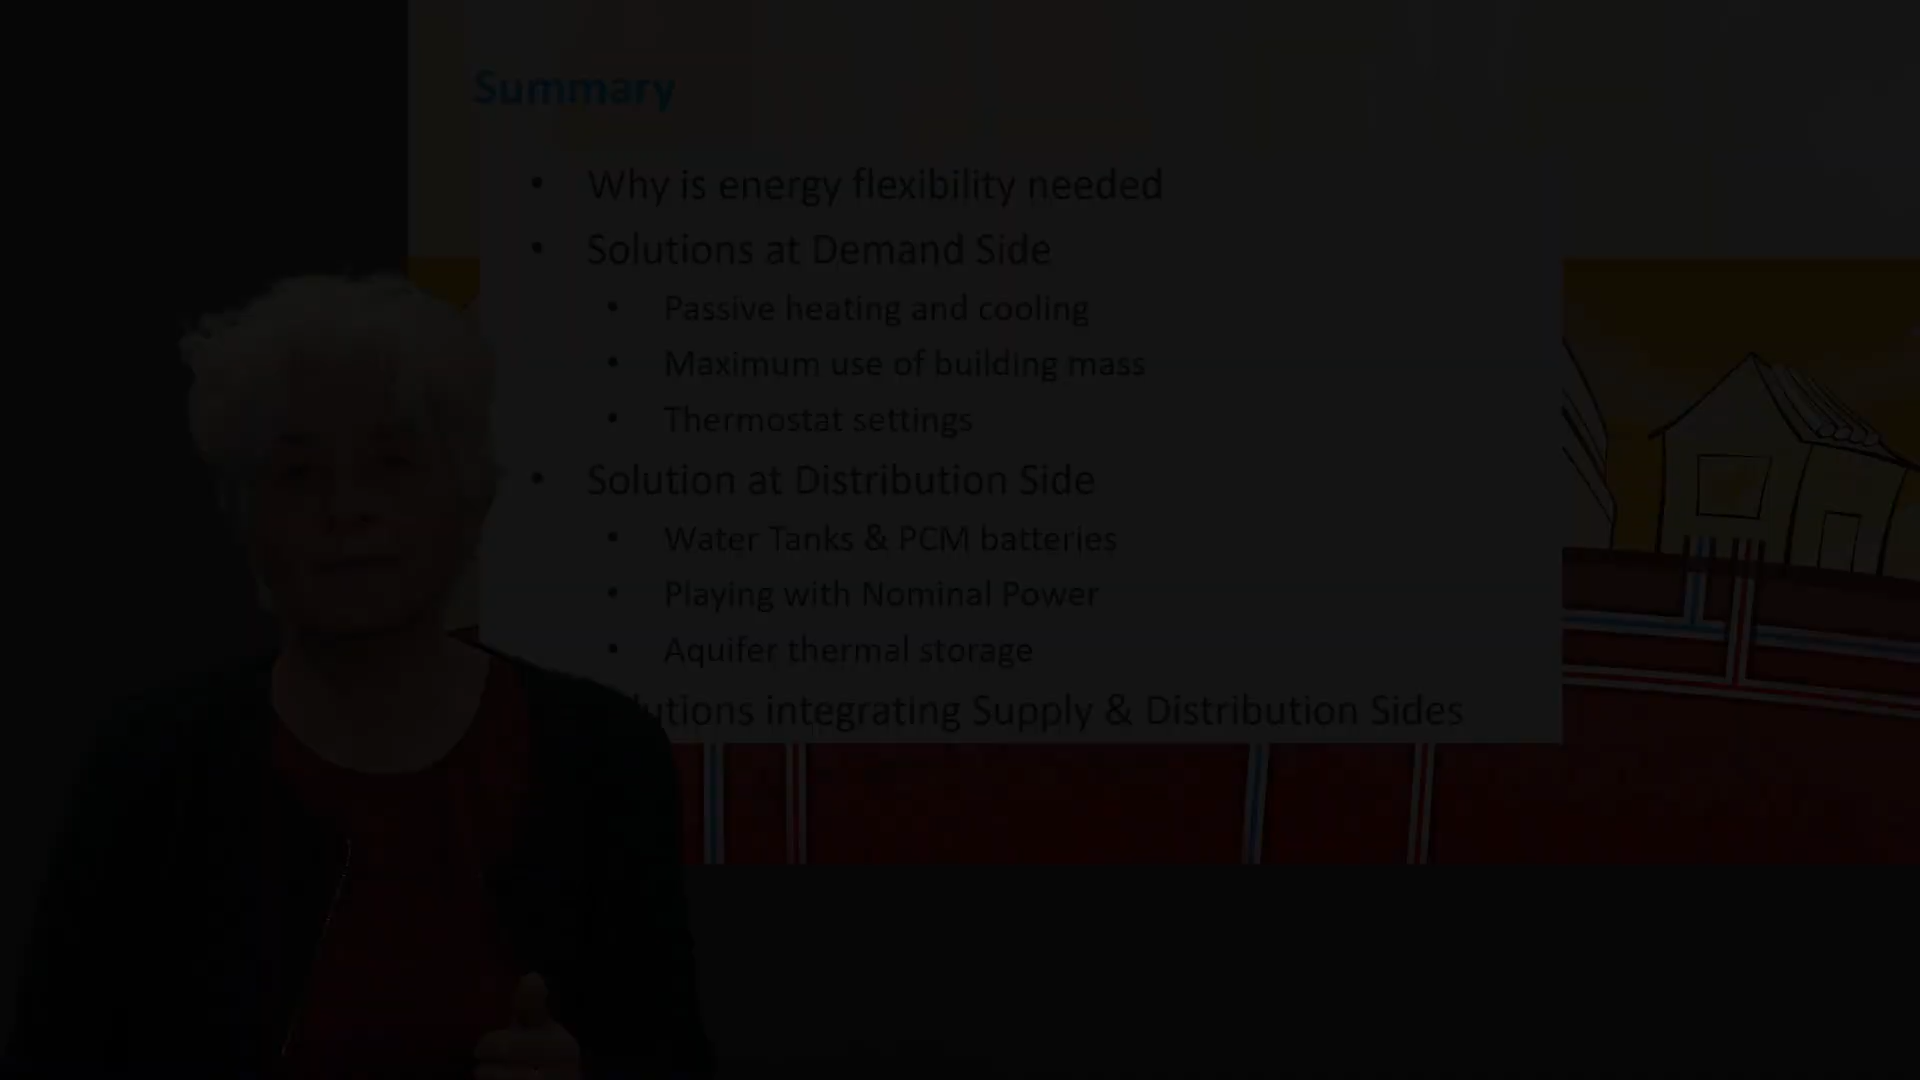 Summary
• Why is energy flexibility needed
• Solutions at Demand Side
• Passive heating and cooling
• Maximum use of building mass
• Thermostat settings
• Solution at Distribution Side
• Water Tanks & PCM batteries
• Playing with Nominal Power
• Aquifer thermal storage
utions integrating Supply & Distribution Sides